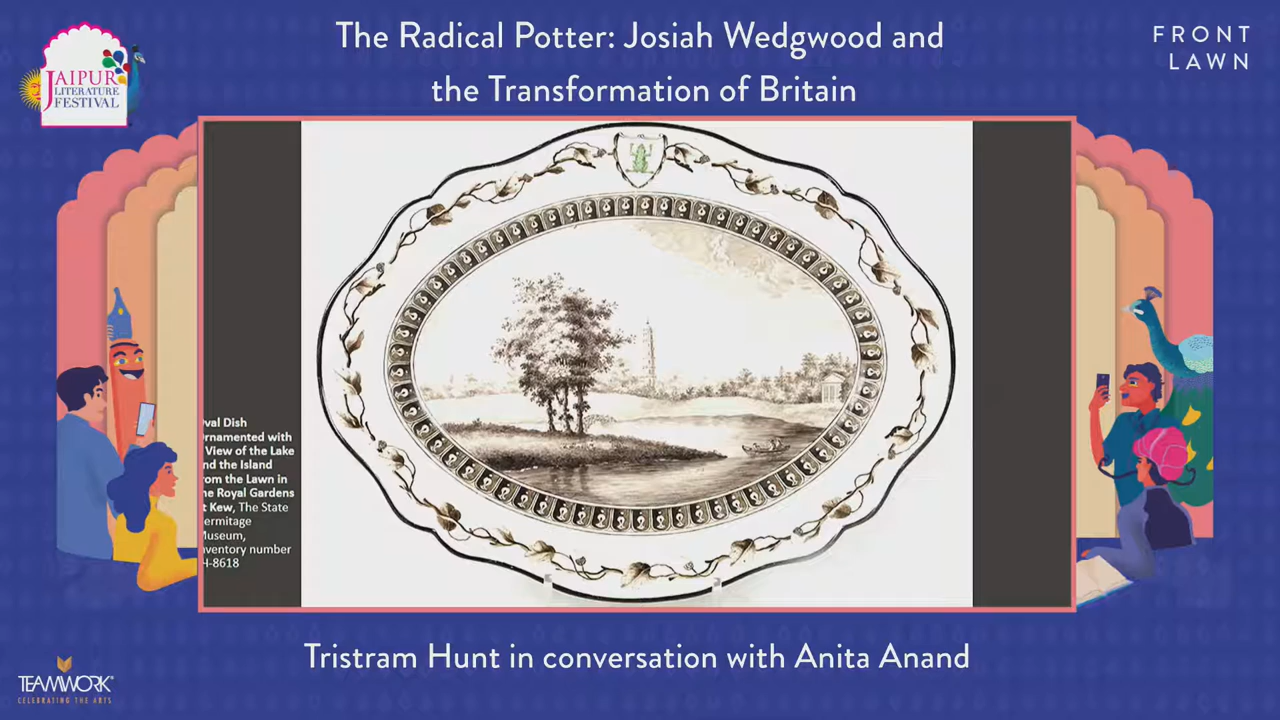 The Radical Potter: Josiah Wedgwood and
the Transformation of Britain
FRONT
LAWN
JAIPUR
LITERATURE
FESTIVAL
val Dish
rnamented with
View of the Lake
nd the Island
rom the Lawn in
he Royal Gardens
t Kew, The State
ermitage
Museum,
nventory number
-8618
Tristram Hunt in conversation with Anita Anand
TEAMWORK
CELEBRATING THE ARTS